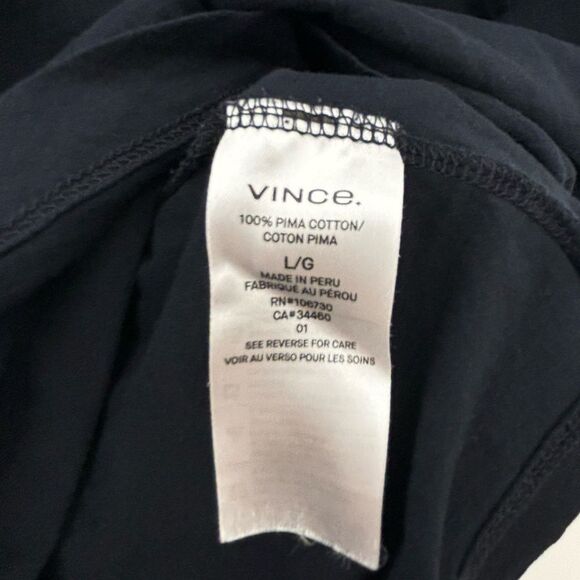 VINCE.
100% PIMA COTTON/
COTON PIMA
L/G
MADE IN PERU
FABRIQUÉ AU PÉROU
RN#106730
CA#34460
01
SEE REVERSE FOR CARE
VOIR AU VERSO POUR LES SOINS